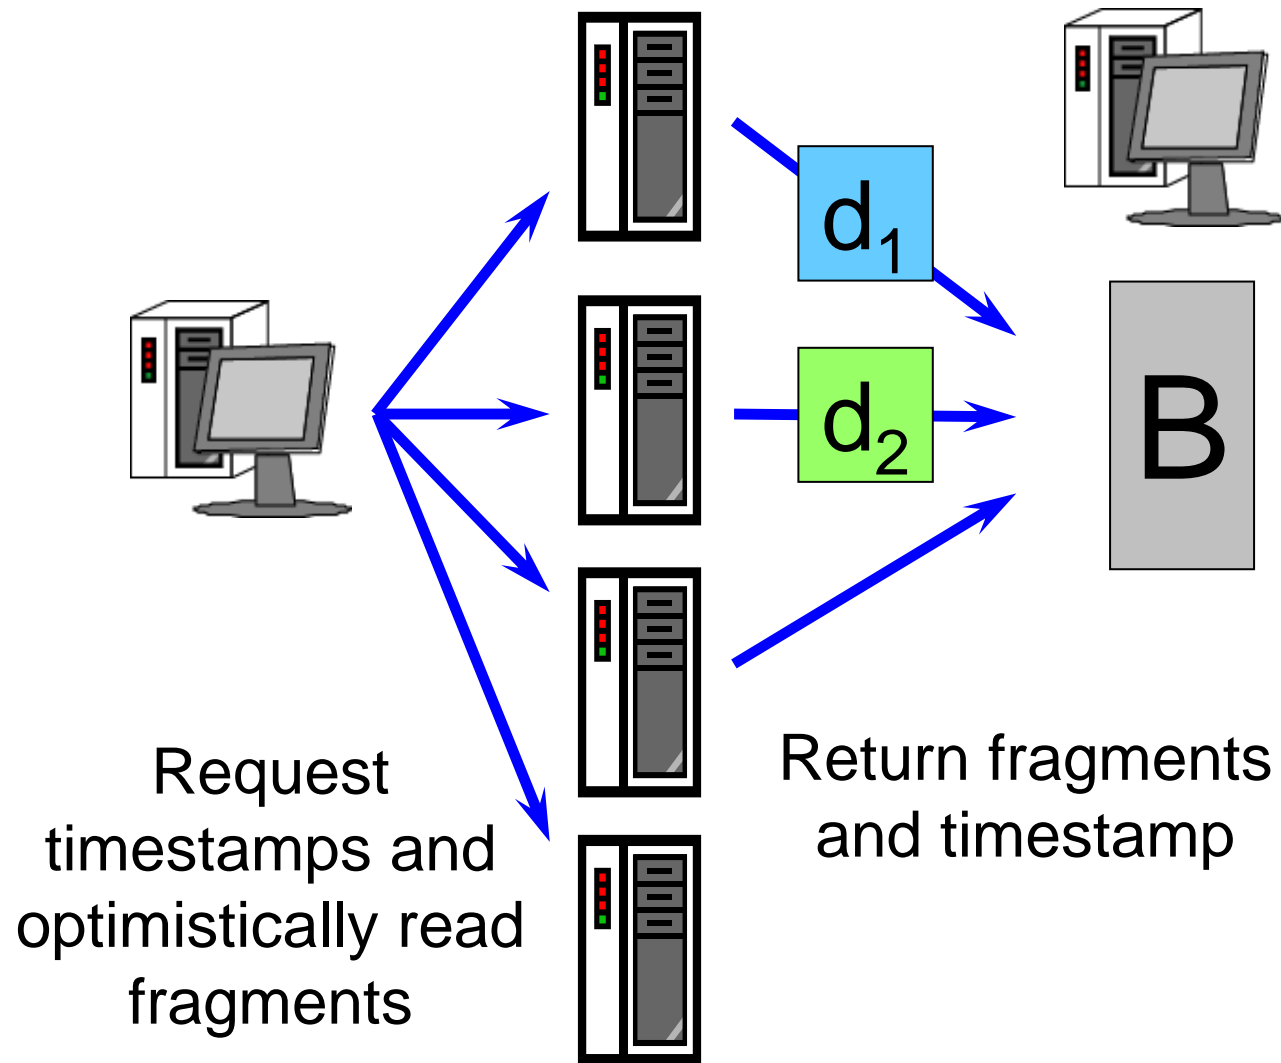 d₁
d₂
B
Request
timestamps and
optimistically read
fragments
Return fragments
and timestamp